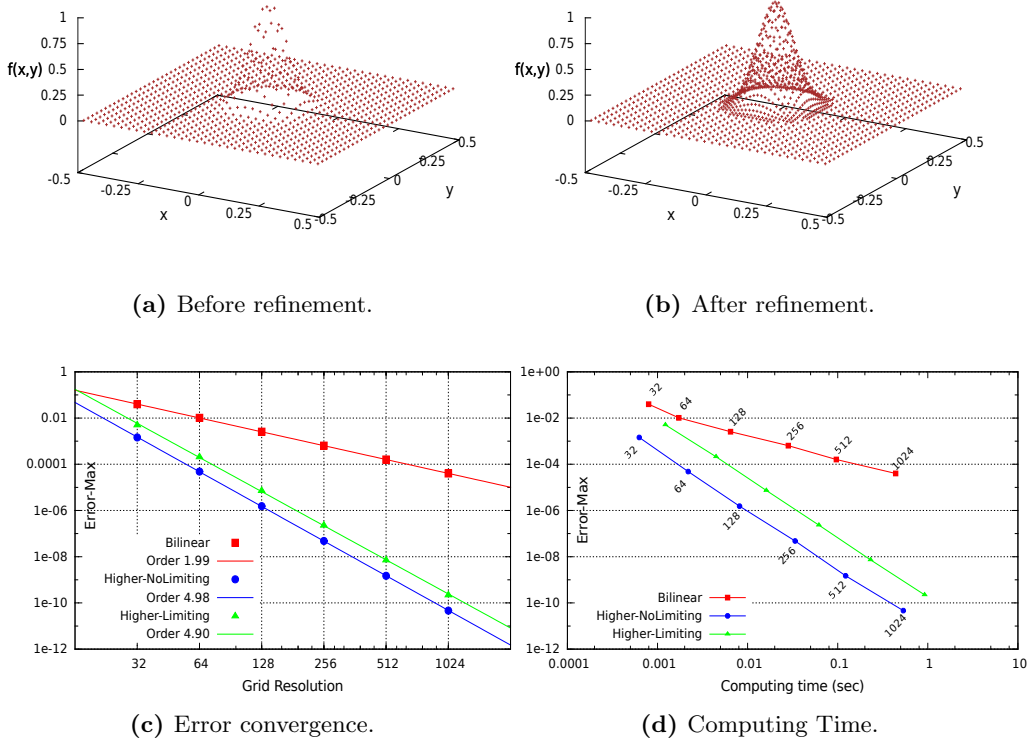 1
0.75
0.5
f(x,y)
0.25
0
-0.5
-0.25
0
0.25
0.5
x
-0.5
-0.25
0
0.25
0.5
y
1
0.75
0.5
f(x,y)
0.25
0
-0.5
-0.25
0
0.25
0.5
x
-0.5
-0.25
0
0.25
0.5
y
(a) Before refinement.
(b) After refinement.
1
0.01
0.0001
1e-06
1e-08
1e-10
1e-12
Error-Max
Bilinear
Order 1.99
Higher-NoLimiting
Order 4.98
Higher-Limiting
Order 4.90
32 64 128 256 512 1024
Grid Resolution
1e+00
1e-02
1e-04
1e-06
1e-08
1e-10
1e-12
Error-Max
32
64
128
256
512
1024
32
64
128
256
512
1024
Bilinear
Higher-NoLimiting
Higher-Limiting
0.0001 0.001 0.01 0.1 1 10
Computing time (sec)
(c) Error convergence.
(d) Computing Time.